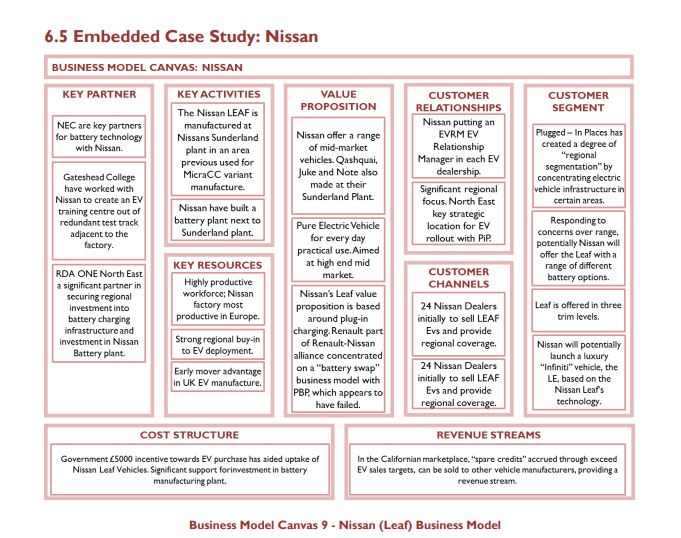 6.5 Embedded Case Study: Nissan
BUSINESS MODEL CANVAS: NISSAN
KEY PARTNER
NEC are key partners
for battery technology
with Nissan.
Gateshead College
have worked with
Nissan to create an EV
training centre out of
redundant test track
adjacent to the
factory.
RDA ONE North East
a significant partner in
securing regional
investment into
battery charging
infrastructure and
investment in Nissan
Battery plant.
KEY ACTIVITIES
The Nissan LEAF is
manufactured at
Nissans Sunderland
plant in an area
previous used for
MicraCC variant
manufacture.
Nissan have built a
battery plant next to
Sunderland plant.
KEY RESOURCES
Highly productive
workforce; Nissan
factory most
productive in Europe.
Strong regional buy-in
to EV deployment.
Early mover advantage
in UK EV manufacture.
VALUE
PROPOSITION
Nissan offer a range
of mid-market
vehicles. Qashquai,
Juke and Note also
made at their
Sunderland Plant.
Pure Electric Vehicle
for every day
practical use. Aimed
at high end mid
market.
Nissan's Leaf value
proposition is based
around plug-in
charging. Renault part
of Renault-Nissan
alliance concentrated
on a "battery swap"
business model with
PBP, which appears to
have failed.
CUSTOMER
RELATIONSHIPS
Nissan putting an
EVRM EV
Relationship
Manager in each EV
dealership.
Significant regional
focus. North East
key strategic
location for EV
rollout with PiP.
CUSTOMER
CHANNELS
24 Nissan Dealers
initially to sell LEAF
Evs and provide
regional coverage.
24 Nissan Dealers
initially to sell LEAF
Evs and provide
regional coverage.
CUSTOMER
SEGMENT
Plugged – In Places has
created a degree of
"regional
segmentation" by
concentrating electric
vehicle infrastructure in
certain areas.
Responding to
concerns over range,
potentially Nissan will
offer the Leaf with a
range of different
battery options.
Leaf is offered in three
trim levels.
Nissan will potentially
launch a luxury
"Infiniti" vehicle, the
LE, based on the
Nissan Leaf's
technology.
COST STRUCTURE
Government £5000 incentive towards EV purchase has aided uptake of
Nissan Leaf Vehicles. Significant support forinvestment in battery
manufacturing plant.
REVENUE STREAMS
In the Californian marketplace, "spare credits" accrued through exceed
EV sales targets, can be sold to other vehicle manufacturers, providing a
revenue stream.
Business Model Canvas 9 - Nissan (Leaf) Business Model